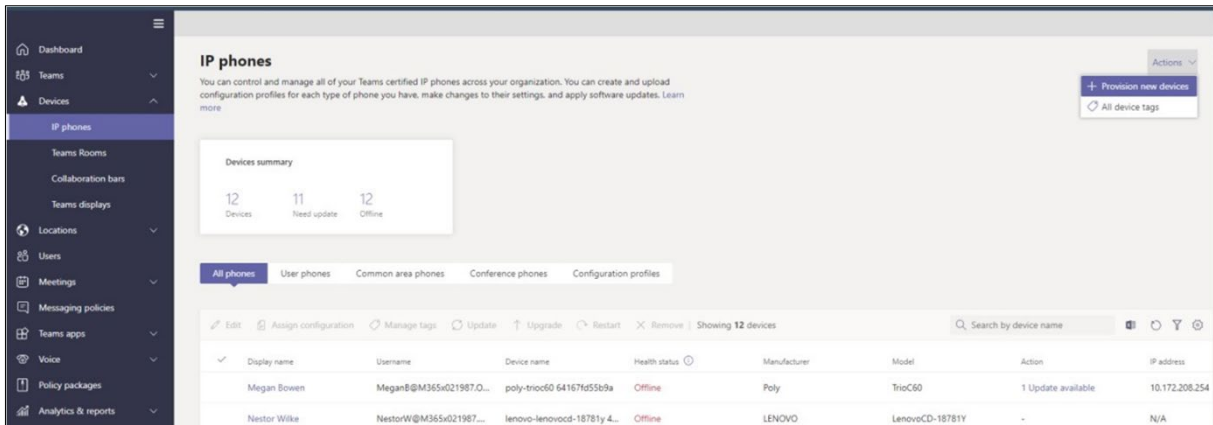 Dashboard
Teams
Devices
IP phones
Teams Rooms
Collaboration bars
Teams displays
Locations
Users
Meetings
Messaging policies
Teams apps
Voice
Policy packages
Analytics & reports
IP phones
You can control and manage all of your Teams certified IP phones across your organization. You can create and upload
configuration profiles for each type of phone you have, make changes to their settings, and apply software updates. Learn
more
Actions
+ Provision new devices
All device tags
Devices summary
12 11 12
Devices Need update Offline
All phones User phones Common area phones Conference phones Configuration profiles
Edit Assign configuration Manage tags Update Upgrade Restart Remove | Showing 12 devices Search by device name
Display name Username Device name Health status Manufacturer Model Action IP address
Megan Bowen MeganB@M365x021987.O... poly-trioc60 64167fd55b9a Offline Poly TrioC60 1 Update available 10.172.208.254
Nestor Wilke NestorW@M365x021987.... lenovo-lenovocd-18781y 4... Offline LENOVO LenovoCD-18781Y - N/A